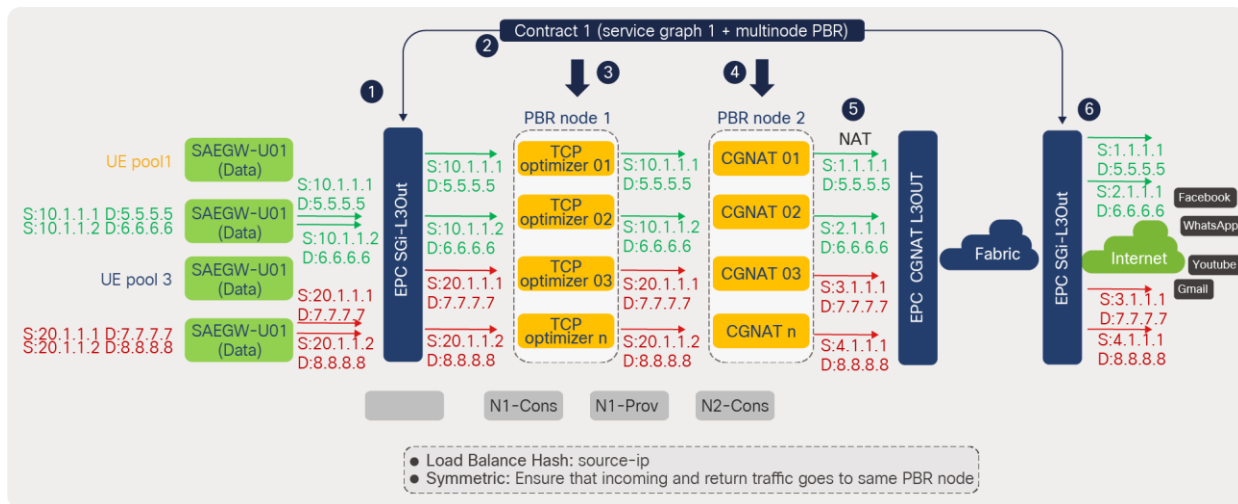 Contract 1 (service graph 1 + multinode PBR)
2
3
4
1
5
6
PBR node 1
PBR node 2
NAT
UE pool1
SAEGW-U01
(Data)
S:10.1.1.1
D:5.5.5.5
S:10.1.1.1 D:5.5.5.5
S:10.1.1.2 D:6.6.6.6
SAEGW-U01
(Data)
S:10.1.1.2
D:6.6.6.6
UE pool 3
SAEGW-U01
(Data)
S:20.1.1.1
D:7.7.7.7
S:20.1.1.1 D:7.7.7.7
S:20.1.1.2 D:8.8.8.8
SAEGW-U01
(Data)
S:20.1.1.2
D:8.8.8.8
EPC SGi-L3Out
S:10.1.1.1
D:5.5.5.5
S:10.1.1.2
D:6.6.6.6
S:20.1.1.1
D:7.7.7.7
S:20.1.1.2
D:8.8.8.8
TCP
optimizer 01
TCP
optimizer 02
TCP
optimizer 03
TCP
optimizer n
S:10.1.1.1
D:5.5.5.5
S:10.1.1.2
D:6.6.6.6
S:20.1.1.1
D:7.7.7.7
S:20.1.1.2
D:8.8.8.8
CGNAT 01
CGNAT 02
CGNAT 03
CGNAT n
S:1.1.1.1
D:5.5.5.5
S:2.1.1.1
D:6.6.6.6
S:3.1.1.1
D:7.7.7.7
S:4.1.1.1
D:8.8.8.8
EPC CGNAT L3OUT
Fabric
EPC SGi-L3Out
S:1.1.1.1
D:5.5.5.5
S:2.1.1.1
D:6.6.6.6
Facebook
WhatsApp
Internet
Youtube
Gmail
S:3.1.1.1
D:7.7.7.7
S:4.1.1.1
D:8.8.8.8
N1-Cons
N1-Prov
N2-Cons
● Load Balance Hash: source-ip
● Symmetric: Ensure that incoming and return traffic goes to same PBR node